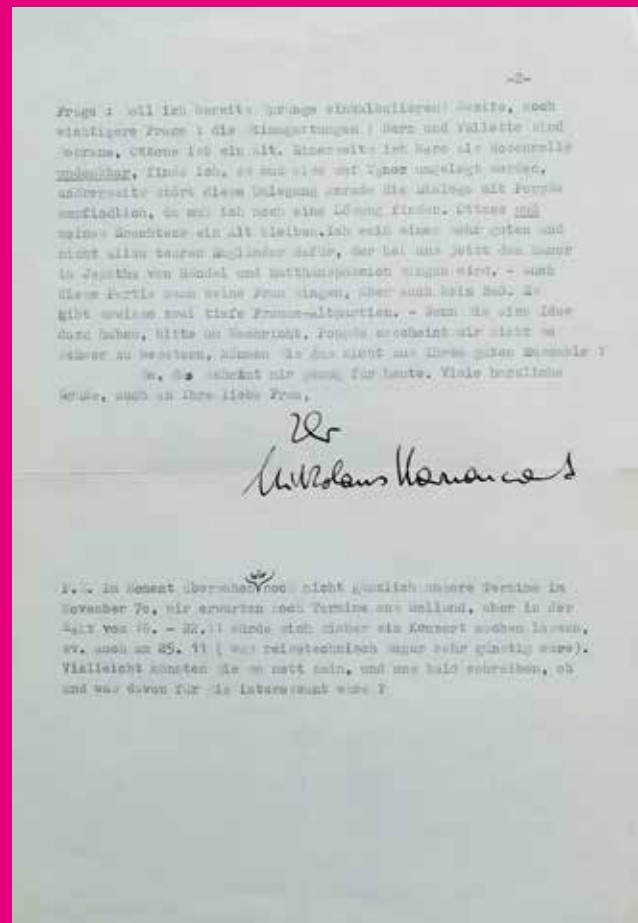 -2-
Frage : soll ich bereits Sprünge einkalkulieren? Zweite, noch
wichtigere Frage : die Stimmgattungen : Nero und Valletto sind
Soprane, Ottone ist ein Alt. Einerseits ist Nero als Hosenrolle
undenkbar, finde ich, es muß also auf Tenor umgelegt werden,
andrerseits stört diese Umlegung gerade die Dialoge mit Poppäa
empfindlich, da muß ich noch eine Lösung finden. Ottone muß
meines Erachtens ein Alt bleiben. Ich weiß einen sehr guten und
nicht allzu teuren Engländer dafür, der bei uns jetzt den Hamor
in Jephtha von Händel und Matthäuspassion singen wird. - auch
diese Partie kann meine Frau singen, aber auch kein Muß. Es
gibt sowieso zwei tiefe Frauen-altpartien. - Wenn Sie eine Idee
dazu haben, bitte um Nachricht. Poppäa erscheint mir nicht so
schwer zu besetzen, können Sie das nicht aus Ihrem guten Ensemble ?
So, das scheint mir genug für heute. Viele herzliche
Grüße, auch an Ihre liebe Frau,
Ihr
Nikolaus Harnoncourt
P.S. Im Moment übersehen wir noch nicht gänzlich unsere Termine im
November 70, wir erwarten noch Termine aus Mailand, aber in der
Zeit vom 16. - 22.11 würde sich sicher ein Konzert machen lassen,
ev. auch am 25. 11 ( was reisetechnisch sogar sehr günstig wäre).
Vielleicht könnten Sie so nett sein, und uns bald schreiben, ob
und was davon für Sie interessant wäre ?